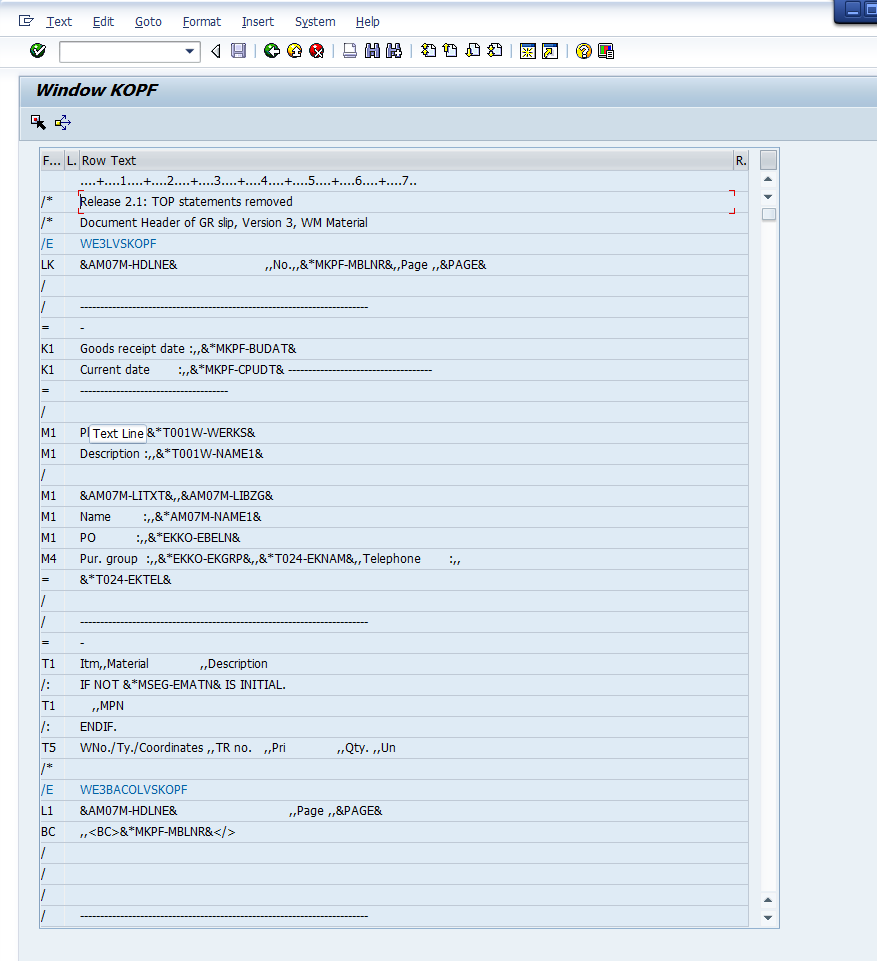 Text Edit Goto Format Insert System Help
Window KOPF
F... L. Row Text R.
....+....1....+....2....+....3....+....4....+....5....+....6....+....7..
/* Release 2.1: TOP statements removed
/* Document Header of GR slip, Version 3, WM Material
/E WE3LVSKOPF
LK &AM07M-HDLNE& ,,No.,,&*MKPF-MBLNR&,,Page ,,&PAGE&
/
/ ------------------------------------------------------------------------
= -
K1 Goods receipt date :,,&*MKPF-BUDAT&
K1 Current date :,,&*MKPF-CPUDT& ------------------------------------
= -------------------------------------
/
M1 Pl Text Line &*T001W-WERKS&
M1 Description :,,&*T001W-NAME1&
/
M1 &AM07M-LITXT&,,&AM07M-LIBZG&
M1 Name :,,&*AM07M-NAME1&
M1 PO :,,&*EKKO-EBELN&
M4 Pur. group :,,&*EKKO-EKGRP&,,&*T024-EKNAM&,,Telephone :,,
= &*T024-EKTEL&
/
/ ------------------------------------------------------------------------
= -
T1 Itm,,Material ,,Description
/: IF NOT &*MSEG-EMATN& IS INITIAL.
T1 ,,MPN
/: ENDIF.
T5 WNo./Ty./Coordinates ,,TR no. ,,Pri ,,Qty. ,,Un
/*
/E WE3BACOLVSKOPF
L1 &AM07M-HDLNE& ,,Page ,,&PAGE&
BC ,,<BC>&*MKPF-MBLNR&</>
/
/
/
/ ------------------------------------------------------------------------